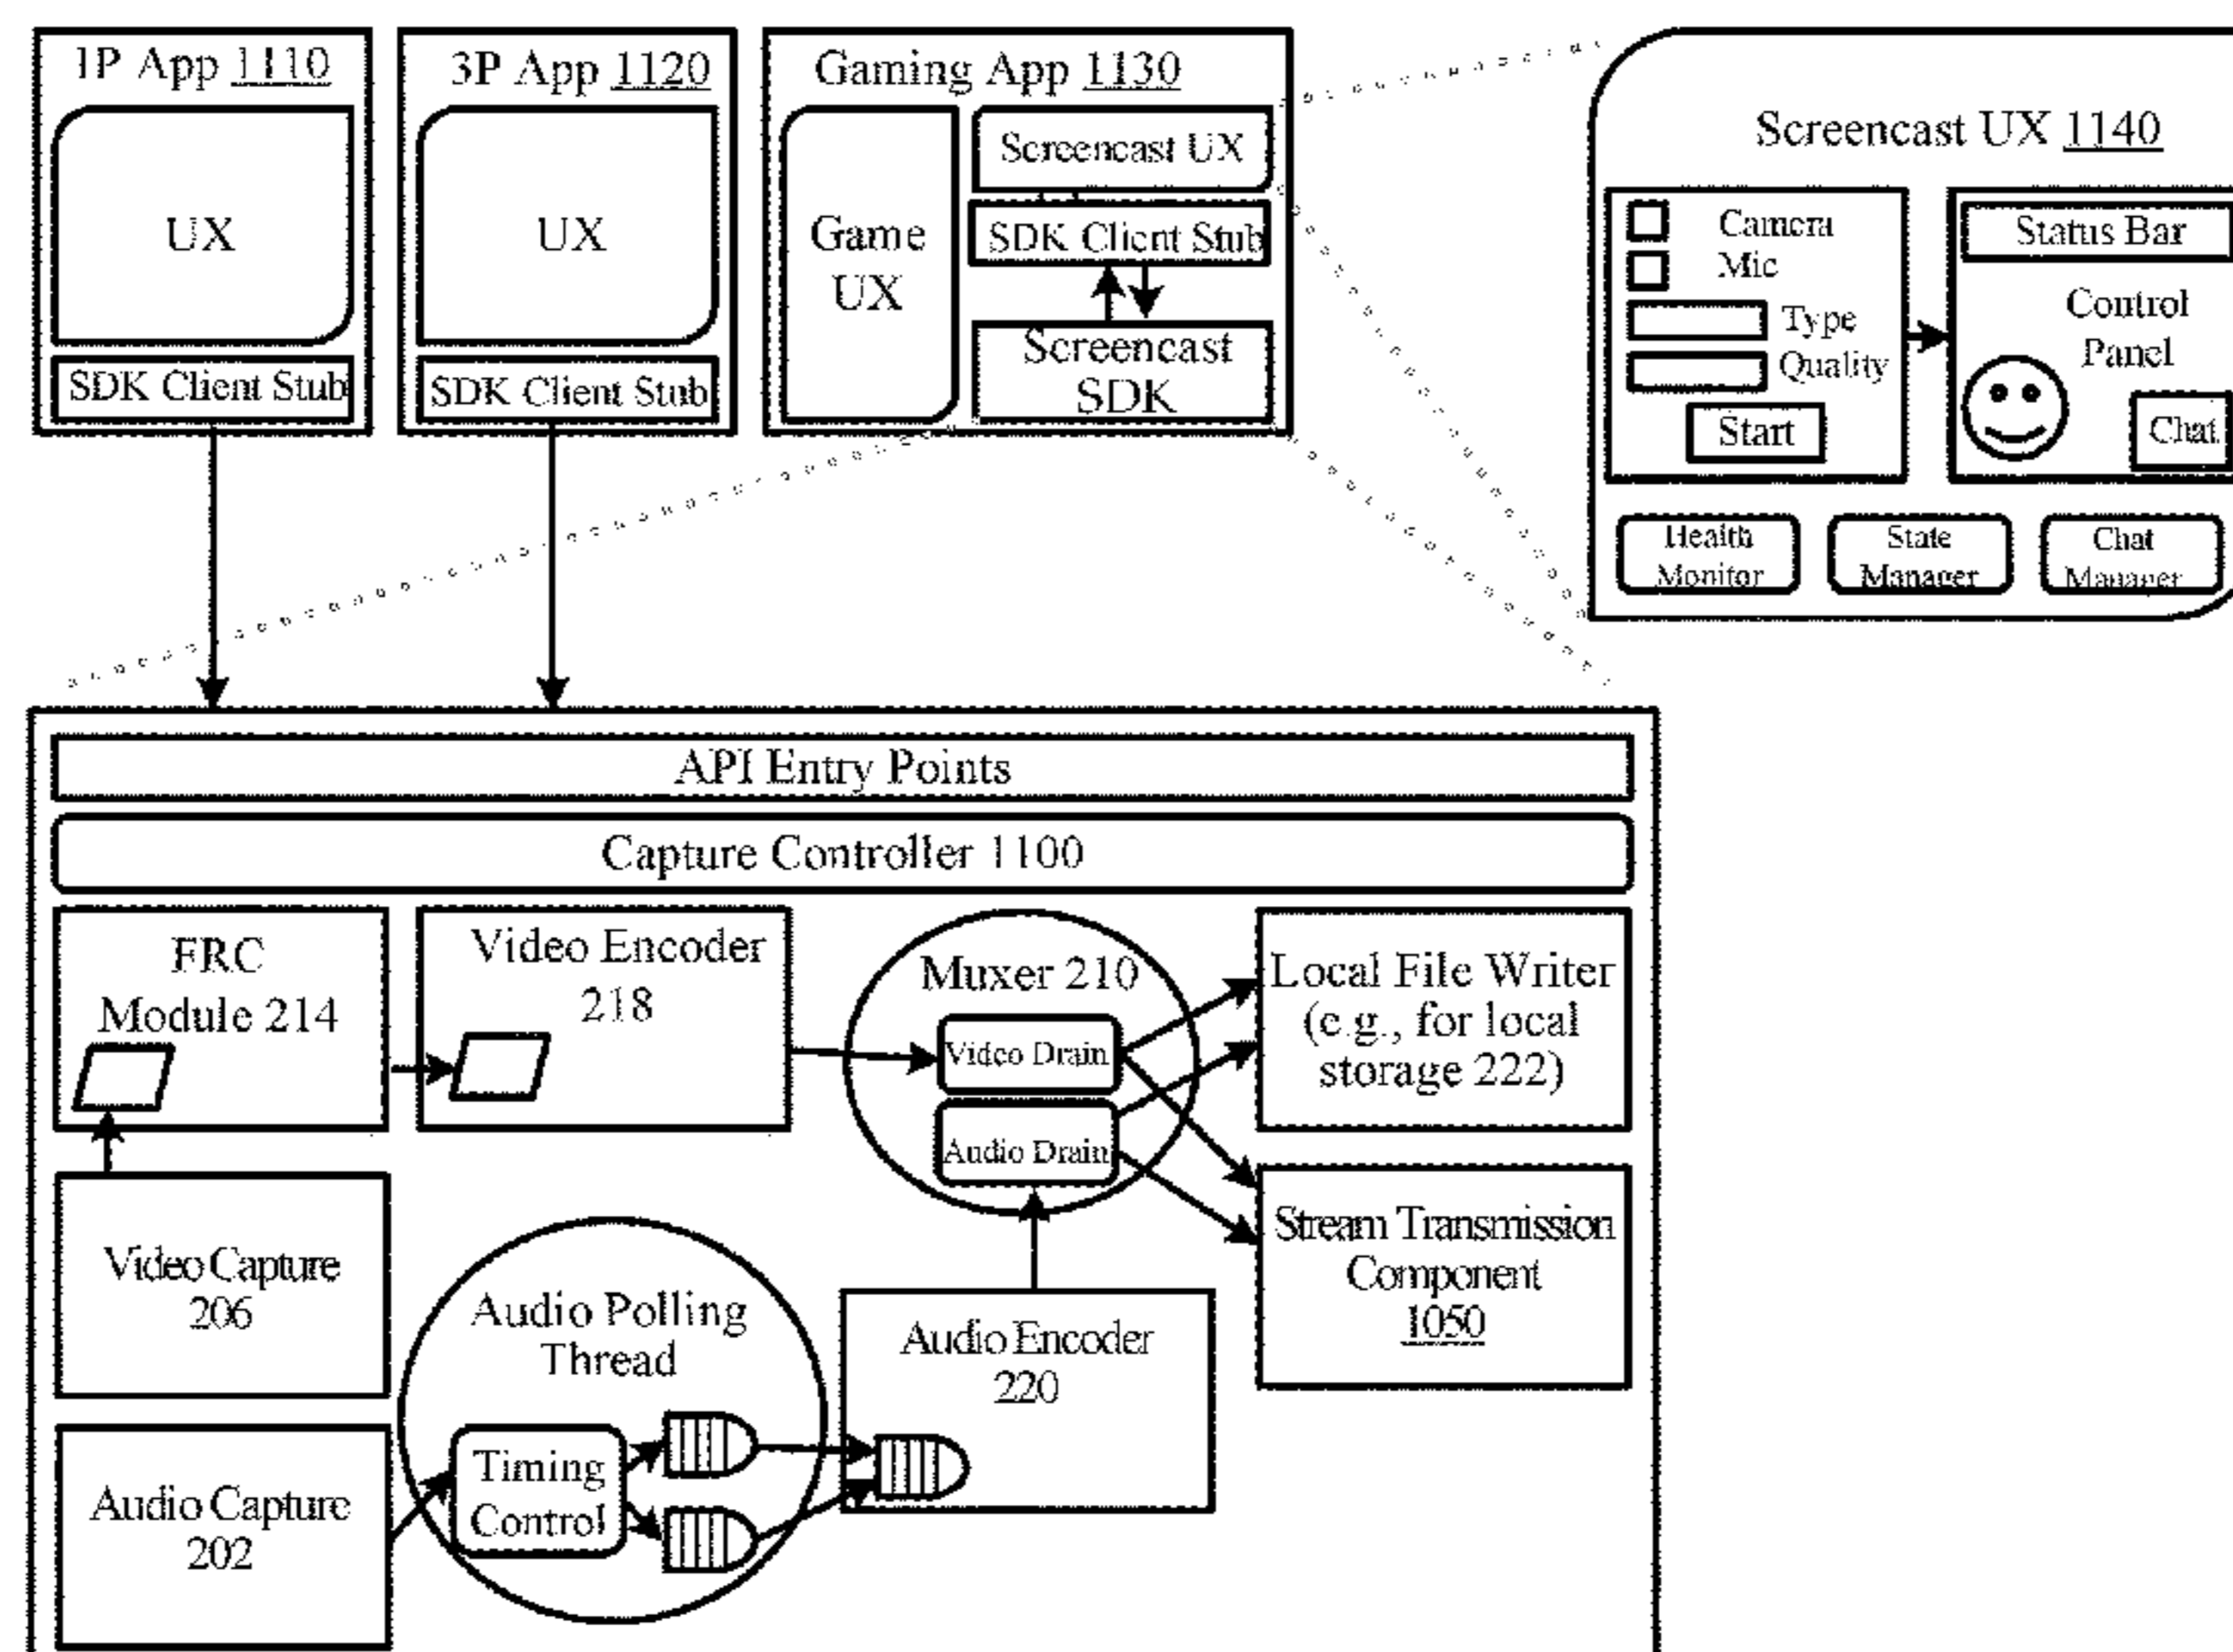 1P App 1110
UX
SDK Client Stub
3P App 1120
UX
SDK Client Stub
Gaming App 1130
Game
UX
Screencast UX
SDK Client Stub
Screencast
SDK
Screencast UX 1140
Camera
Mic
Type
Quality
Start
Status Bar
Control
Panel
Chat
Health
Monitor
State
Manager
Chat
Manager
API Entry Points
Capture Controller 1100
FRC
Module 214
Video Encoder
218
Muxer 210
Video Drain
Audio Drain
Local File Writer
(e.g., for local
storage 222)
Video Capture
206
Audio Polling
Thread
Timing
Control
Audio Encoder
220
Stream Transmission
Component
1050
Audio Capture
202